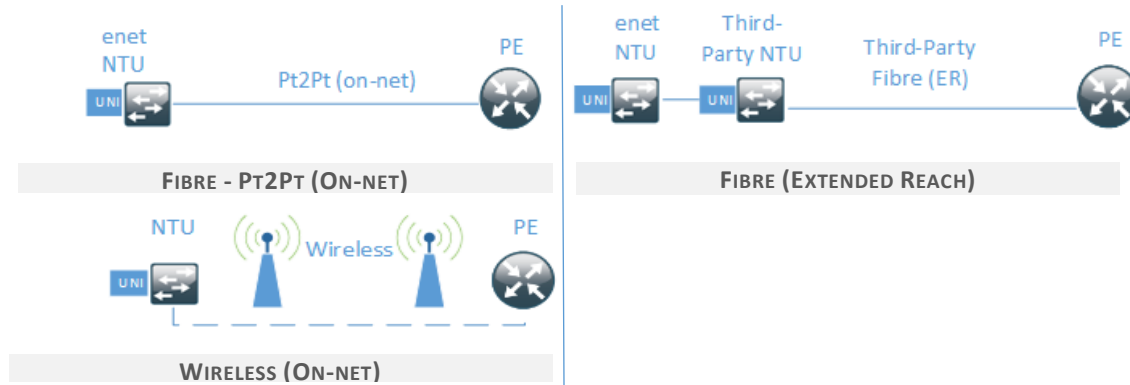 enet
NTU
PE
UNI
Pt2Pt (on-net)
FIBRE - PT2PT (ON-NET)
NTU
Wireless
PE
UNI
WIRELESS (ON-NET)
enet
NTU
Third-
Party NTU
Third-Party
Fibre (ER)
PE
UNI
UNI
FIBRE (EXTENDED REACH)